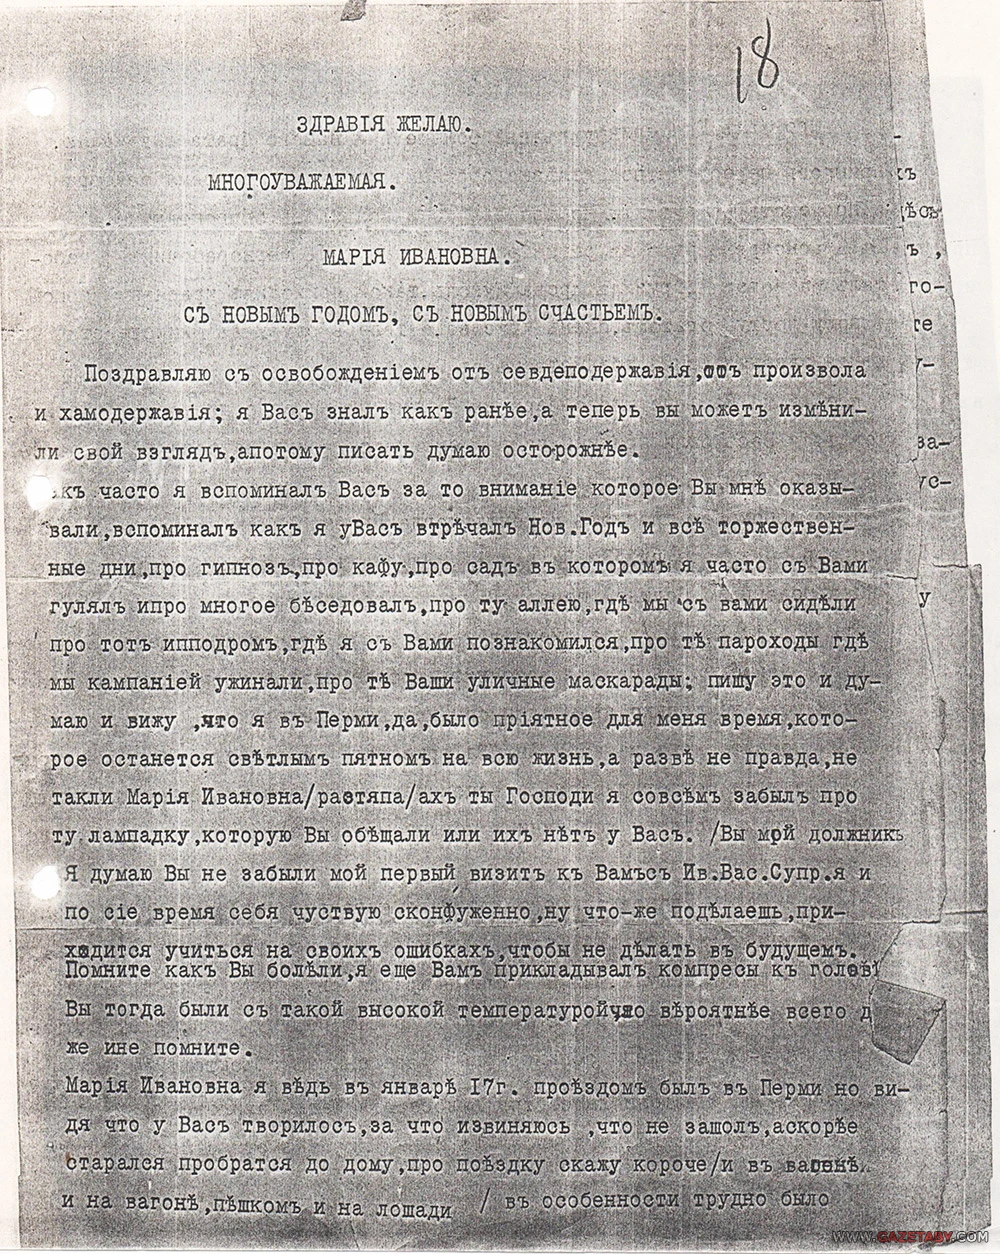 18
ЗДРАВІЯ ЖЕЛАЮ.
МНОГОУВАЖАЕМАЯ.
МАРІЯ ИВАНОВНА.
СЪ НОВЫМЪ ГОДОМЪ, СЪ НОВЫМЪ СЧАСТЬЕМЪ.
Поздравляю съ освобожденіемъ отъ севдеподержавія,отъ произвола
и хамодержавія; я Васъ зналъ какъ ранѣе,а теперь вы можетъ измѣни-
ли свой взглядъ,апотому писать думаю осторожнѣе.
часто я вспоминалъ Васъ за то вниманіе которое Вы мнѣ оказы-
вали,вспоминалъ какъ я уВасъ втрѣчалъ Нов.Годъ и всѣ торжествен-
ные дни,про гипнозъ,про кафу,про садъ въ которомъ я часто съ Вами
гулялъ ипро многое бѣседовалъ,про ту аллею,гдѣ мы съ вами сидѣли
про тотъ ипподромъ,гдѣ я съ Вами познакомился,про тѣ пароходы гдѣ
мы кампаніей ужинали,про тѣ Ваши уличные маскарады; пишу это и ду-
маю и вижу ,что я въ Перми,да,было пріятное для меня время,кото-
рое останется свѣтлымъ пятномъ на всю жизнь,а развѣ не правда,не
такли Марія Ивановна/растяпа/ахъ ты Господи я совсѣмъ забылъ про
ту лампадку,которую Вы обѣщали или ихъ нѣтъ у Васъ. /Вы мой должникъ
Я думаю Вы не забыли мой первый визитъ къ Вамъсъ Ив.Вас.Супр.я и
по сіе время себя чуствую сконфуженно,ну что-же подѣлаешь,при-
ходится учиться на своихъ ошибкахъ,чтобы не дѣлать въ будущемъ.
Помните какъ Вы болѣли,я еще Вамъ прикладывалъ компресы къ головѣ
Вы тогда были съ такой высокой температуройчто вѣроятнѣе всего д
же ине помните.
Марія Ивановна я вѣдь въ январѣ 17г. проѣздомъ былъ въ Перми но ви-
дя что у Васъ творилось,за что извиняюсь ,что не зашолъ,аскорѣе
старался пробратся до дому,про поѣздку скажу короче/и въ вагонѣ
и на вагонѣ,пѣшкомъ и на лошади / въ особенности трудно было
WWW.GAZSTABY.COM